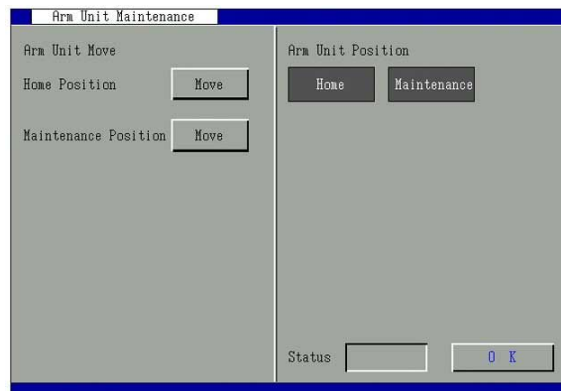 Arm Unit Maintenance
Arm Unit Move
Home Position Move
Maintenance Position Move
Arm Unit Position
Home Maintenance
Status O K